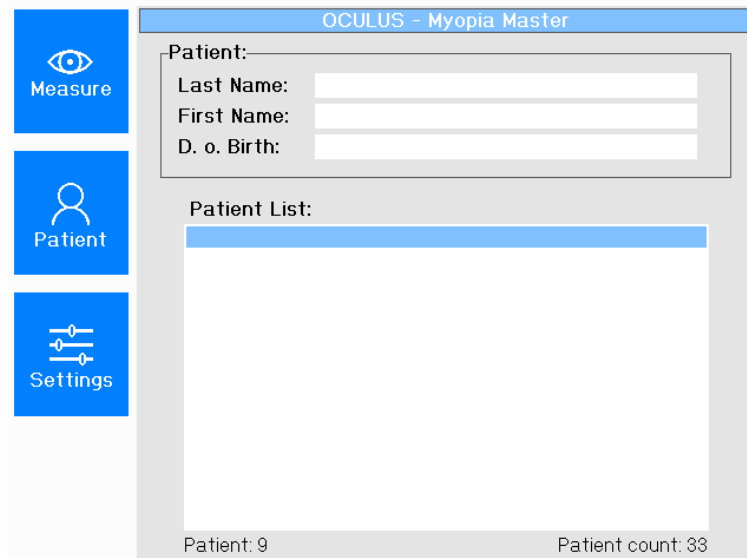 OCULUS - Myopia Master
Measure
Patient
Settings
Patient:
Last Name:
First Name:
D. o. Birth:
Patient List:
Patient: 9
Patient count: 33